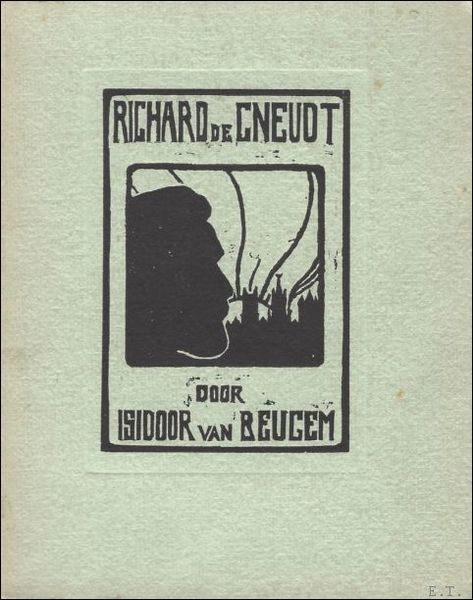 RICHARD DE CNEUDT
DOOR
ISIDOOR VAN BEUGEM
E.T.